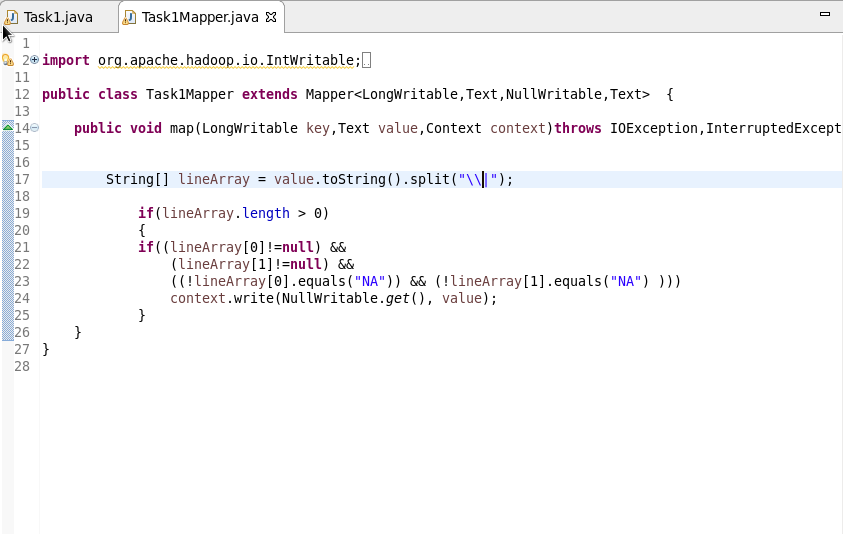 Task1.java Task1Mapper.java
1
2 import org.apache.hadoop.io.IntWritable;
11
12 public class Task1Mapper extends Mapper<LongWritable,Text,NullWritable,Text>  {
13
14     public void map(LongWritable key,Text value,Context context)throws IOException,InterruptedExcept
15
16
17         String[] lineArray = value.toString().split("\\|");
18
19             if(lineArray.length > 0)
20             {
21             if((lineArray[0]!=null) &&
22                 (lineArray[1]!=null) &&
23                 ((!lineArray[0].equals("NA")) && (!lineArray[1].equals("NA") )))
24                 context.write(NullWritable.get(), value);
25             }
26     }
27 }
28